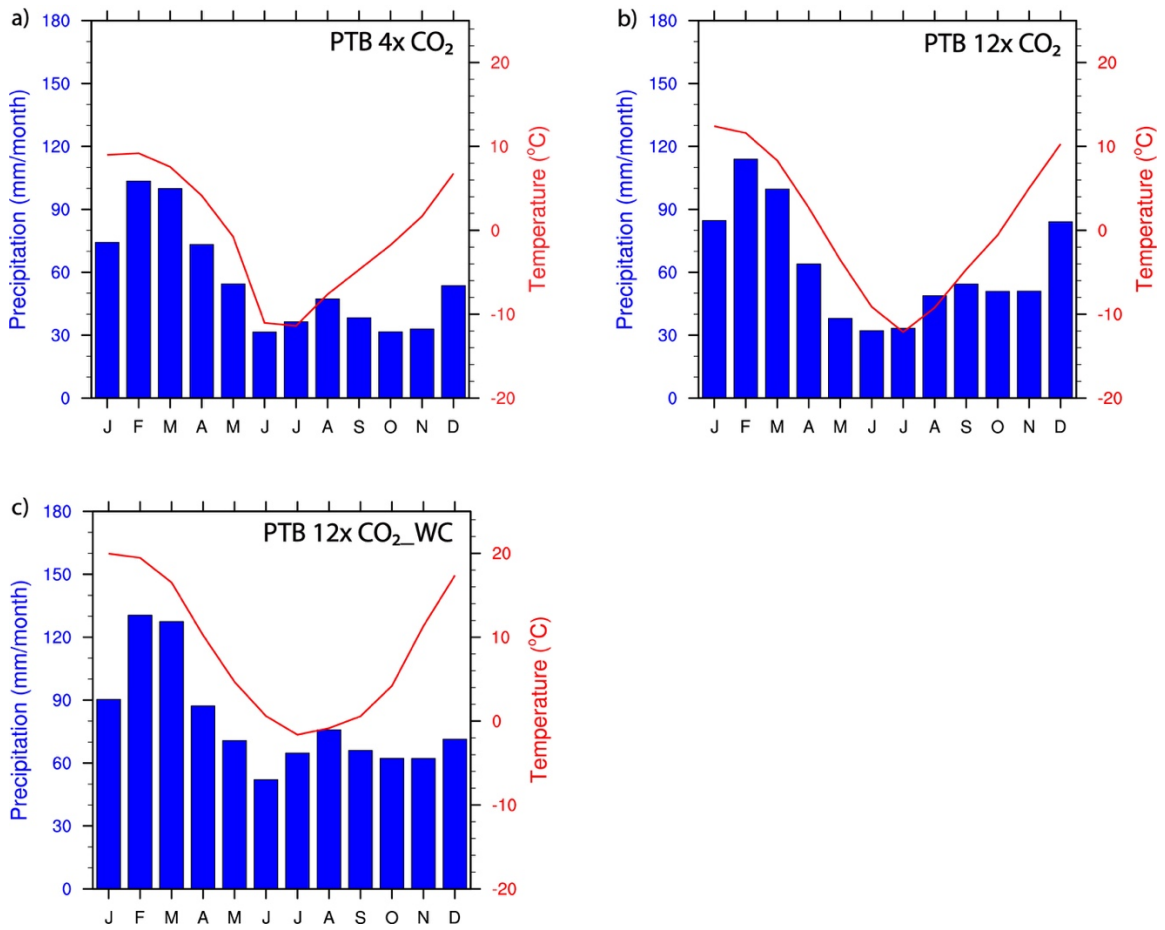 a)
PTB 4x CO₂
Precipitation (mm/month)
180
150
120
90
60
30
0
Temperature (°C)
20
10
0
-10
-20
J F M A M J J A S O N D
b)
PTB 12x CO₂
Precipitation (mm/month)
180
150
120
90
60
30
0
Temperature (°C)
20
10
0
-10
-20
J F M A M J J A S O N D
c)
PTB 12x CO₂_WC
Precipitation (mm/month)
180
150
120
90
60
30
0
Temperature (°C)
20
10
0
-10
-20
J F M A M J J A S O N D